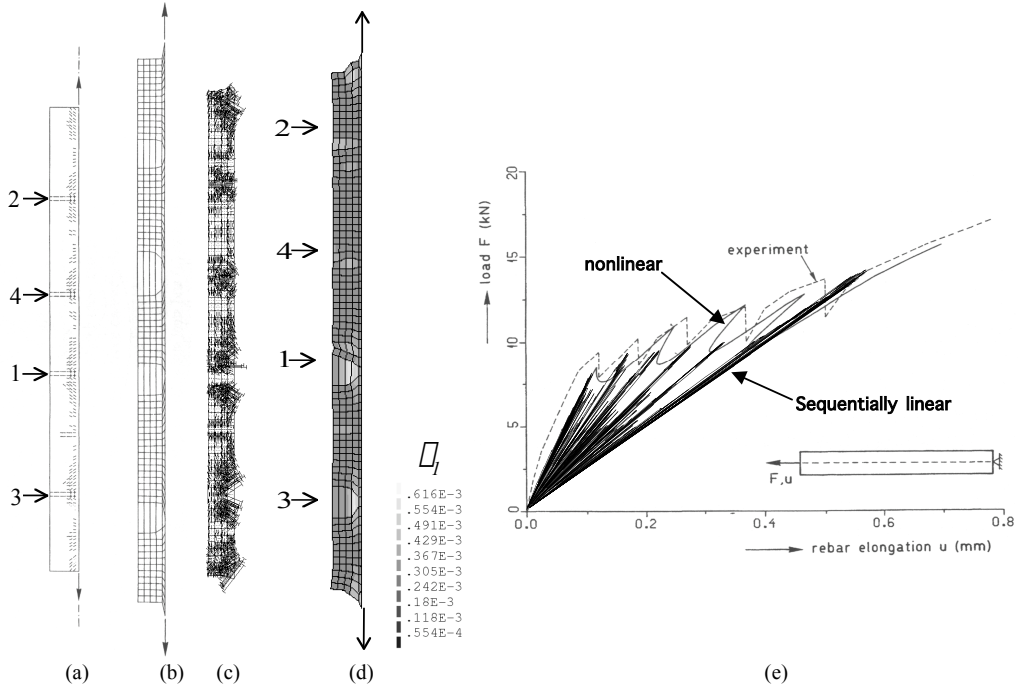 2
4
1
3
2
4
1
3
.616E-3
.554E-3
.491E-3
.429E-3
.367E-3
.305E-3
.242E-3
.18E-3
.118E-3
.554E-4
(a)
(b)
(c)
(d)
load F (kN)
20
15
10
5
0
nonlinear
experiment
Sequentially linear
F,u
0.0
0.2
0.4
0.6
0.8
rebar elongation u (mm)
(e)